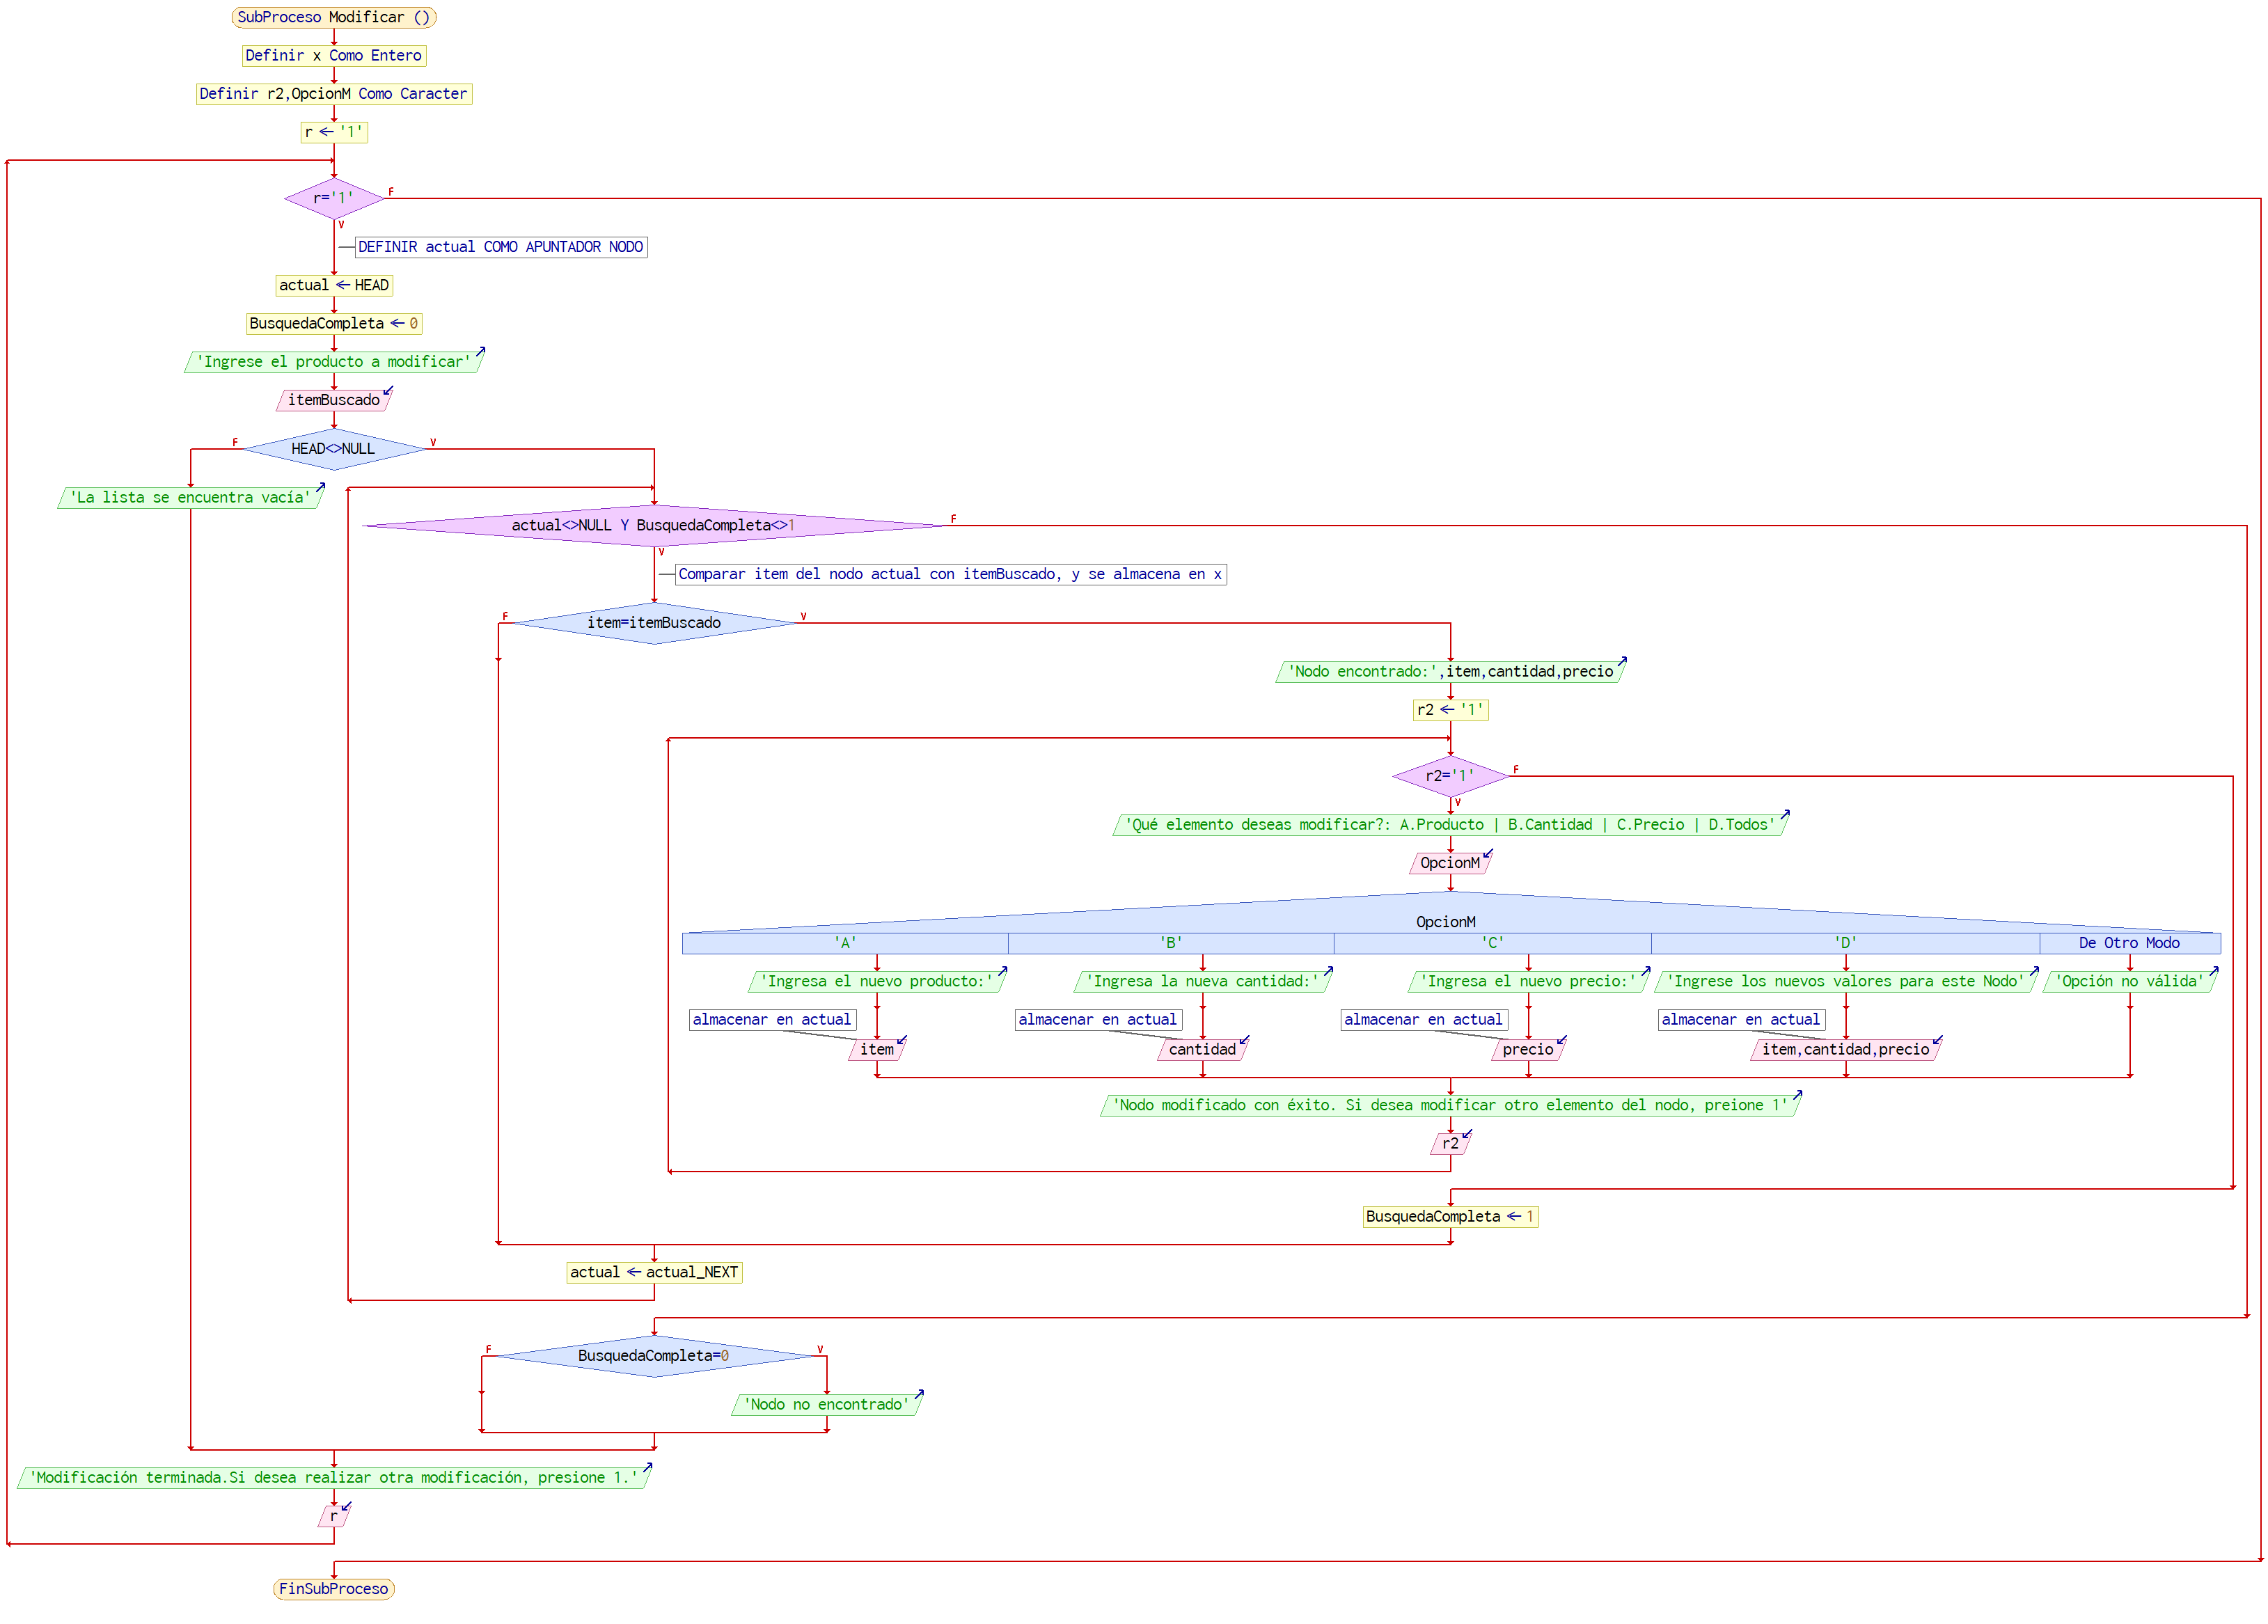 SubProceso Modificar ()
Definir x Como Entero
Definir r2,OpcionM Como Caracter
r ← '1'
r='1'
F
V
DEFINIR actual COMO APUNTADOR NODO
actual ← HEAD
BusquedaCompleta ← 0
'Ingrese el producto a modificar'
itemBuscado
F
HEAD<>NULL
V
'La lista se encuentra vacía'
actual<>NULL Y BusquedaCompleta<>1
F
V
Comparar item del nodo actual con itemBuscado, y se almacena en x
F
item=itemBuscado
V
'Nodo encontrado:',item,cantidad,precio
r2 ← '1'
r2='1'
F
V
'Qué elemento deseas modificar?: A.Producto | B.Cantidad | C.Precio | D.Todos'
OpcionM
OpcionM
'A' 'B' 'C' 'D' De Otro Modo
'Ingresa el nuevo producto:' 'Ingresa la nueva cantidad:' 'Ingresa el nuevo precio:' 'Ingrese los nuevos valores para este Nodo' 'Opción no válida'
almacenar en actual almacenar en actual almacenar en actual almacenar en actual
item cantidad precio item,cantidad,precio
'Nodo modificado con éxito. Si desea modificar otro elemento del nodo, preione 1'
r2
BusquedaCompleta ← 1
actual ← actual_NEXT
F
BusquedaCompleta=0
V
'Nodo no encontrado'
'Modificación terminada.Si desea realizar otra modificación, presione 1.'
r
FinSubProceso